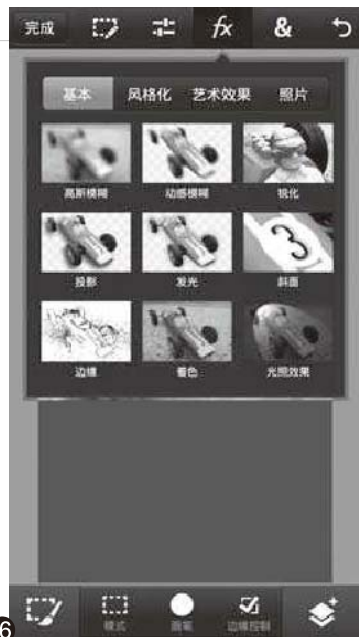 完成 fx &
基本 风格化 艺术效果 照片
高斯模糊 动感模糊 锐化
投影 发光 斜面
3
边缘 着色 光照效果
模式 画笔 边缘控制
6